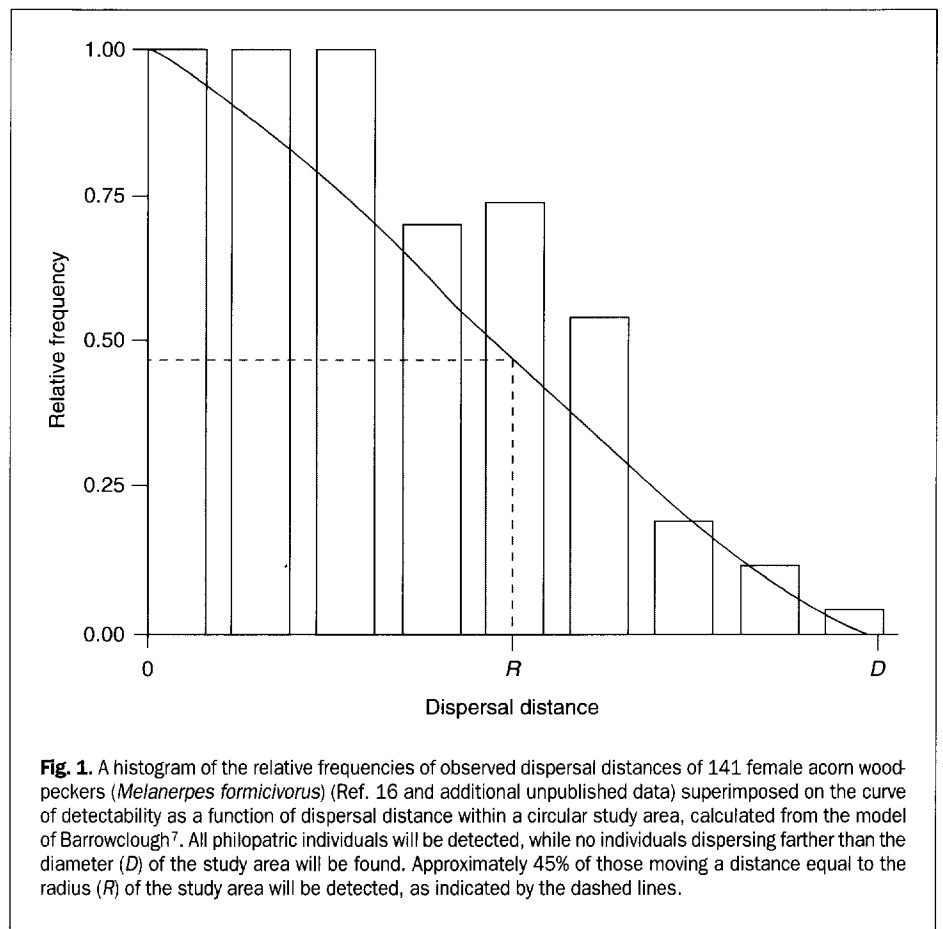 1.00
0.75
0.50
0.25
0.00
Relative frequency
0
R
D
Dispersal distance
Fig. 1. A histogram of the relative frequencies of observed dispersal distances of 141 female acorn wood-
peckers (Melanerpes formicivorus) (Ref. 16 and additional unpublished data) superimposed on the curve
of detectability as a function of dispersal distance within a circular study area, calculated from the model
of Barrowclough⁷. All philopatric individuals will be detected, while no individuals dispersing farther than the
diameter (D) of the study area will be found. Approximately 45% of those moving a distance equal to the
radius (R) of the study area will be detected, as indicated by the dashed lines.